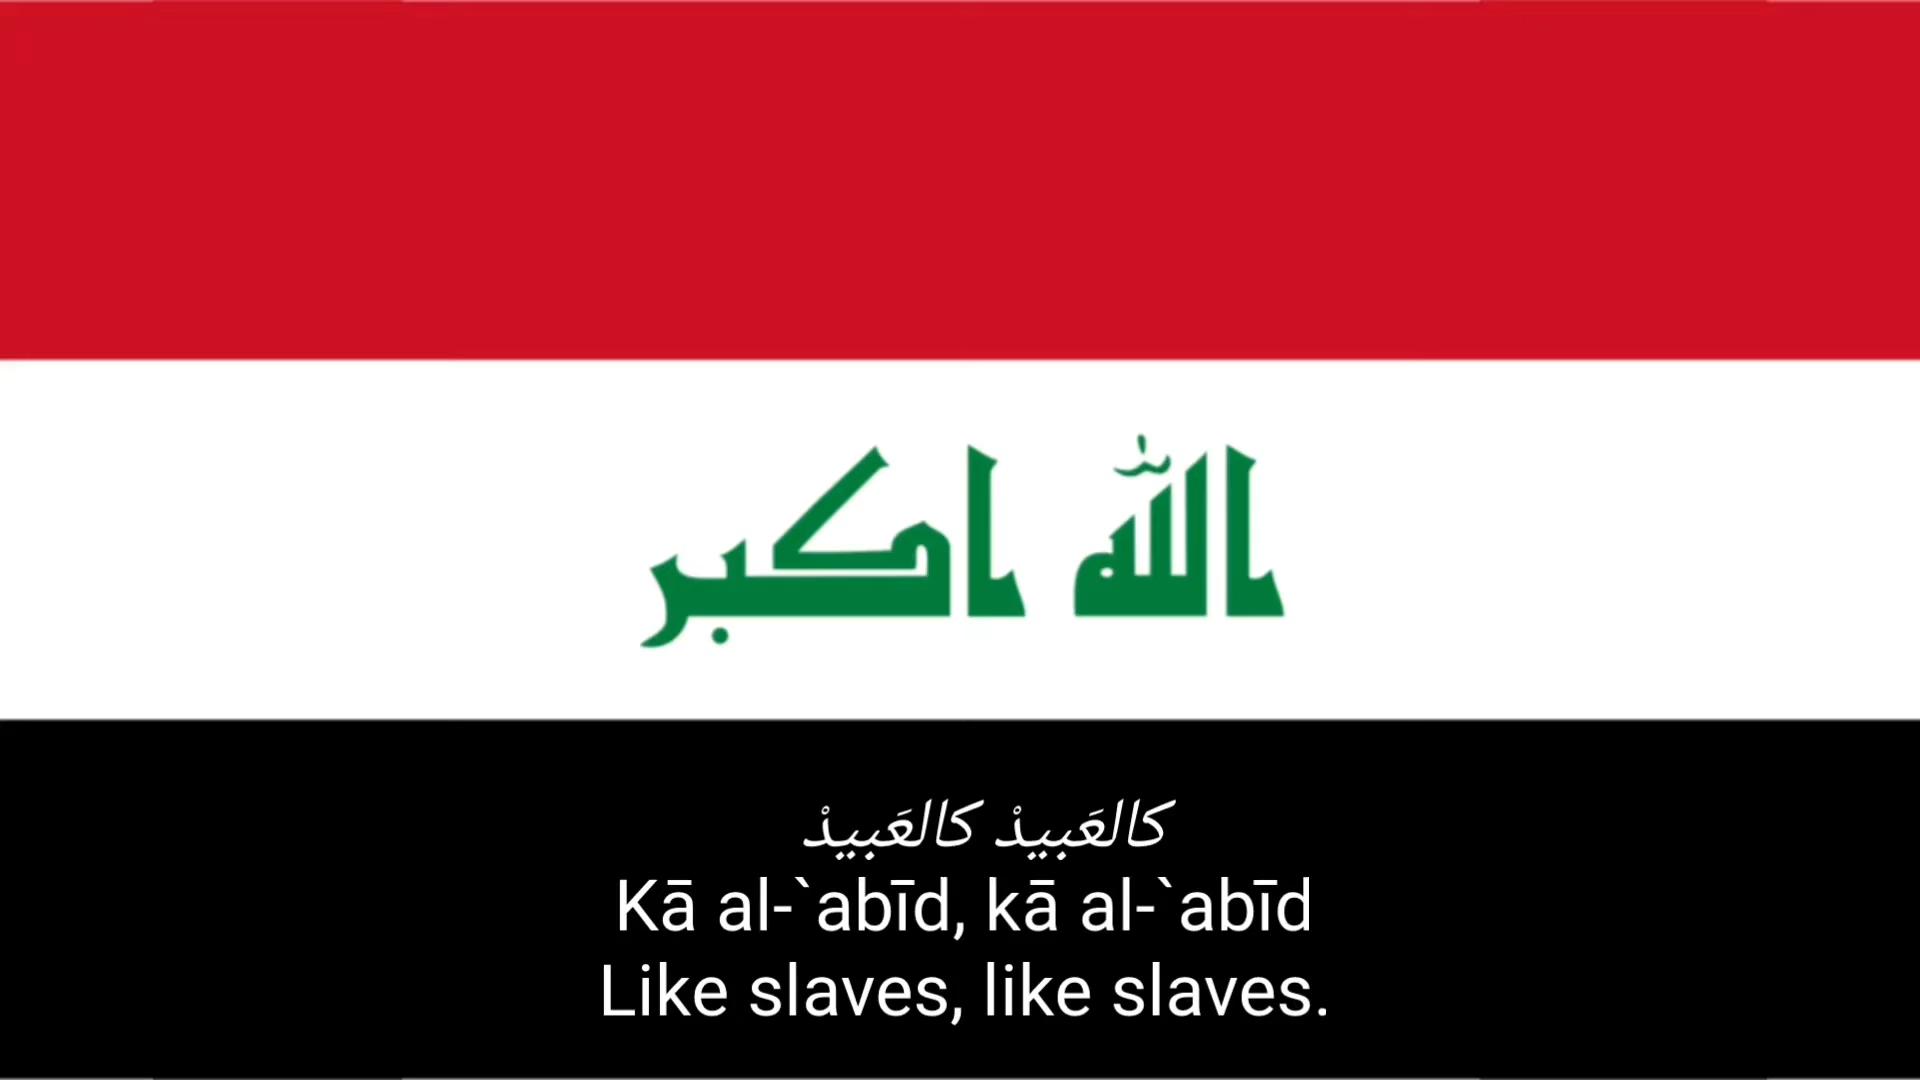 الله اكبر
كالعَبيدْ كالعَبيدْ
Kā al-`abīd, kā al-`abīd
Like slaves, like slaves.